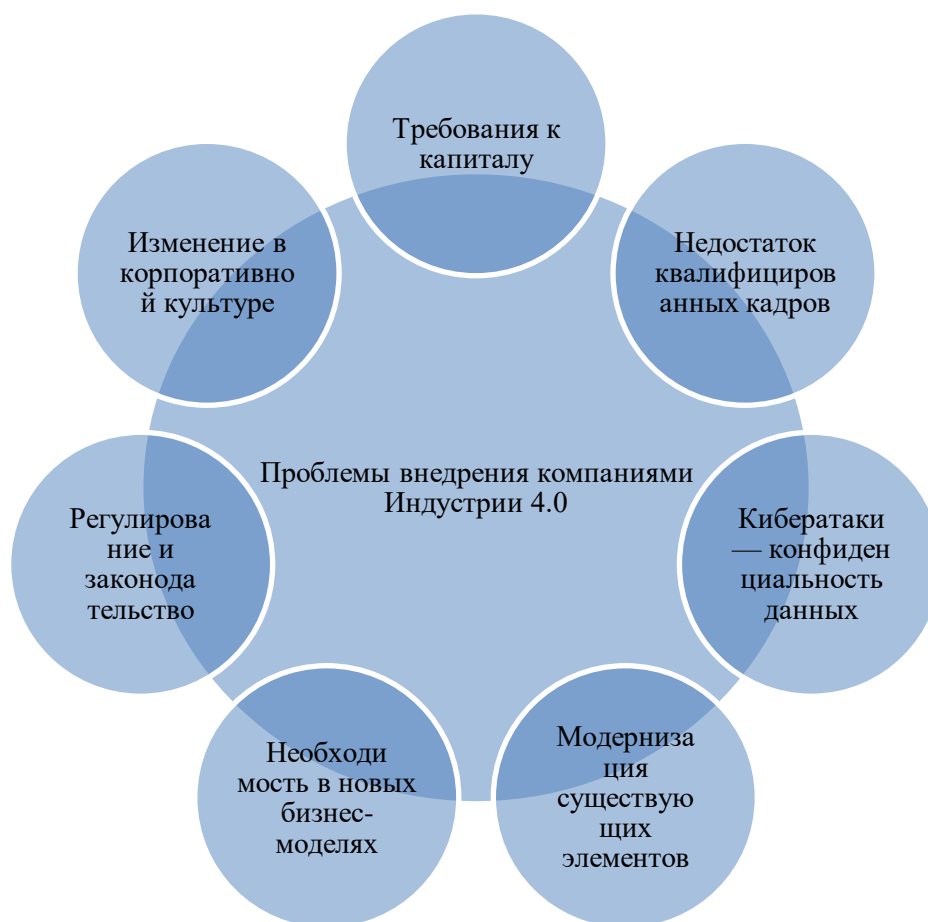 Требования к
капиталу
Недостаток
квалифициров
анных кадров
Кибератаки
— конфиден
циальность
данных
Модерниза
ция
существую
щих
элементов
Необходи
мость в новых
бизнес-
моделях
Регулирова
ние и
законода
тельство
Изменение в
корпоративно
й культуре
Проблемы внедрения компаниями
Индустрии 4.0